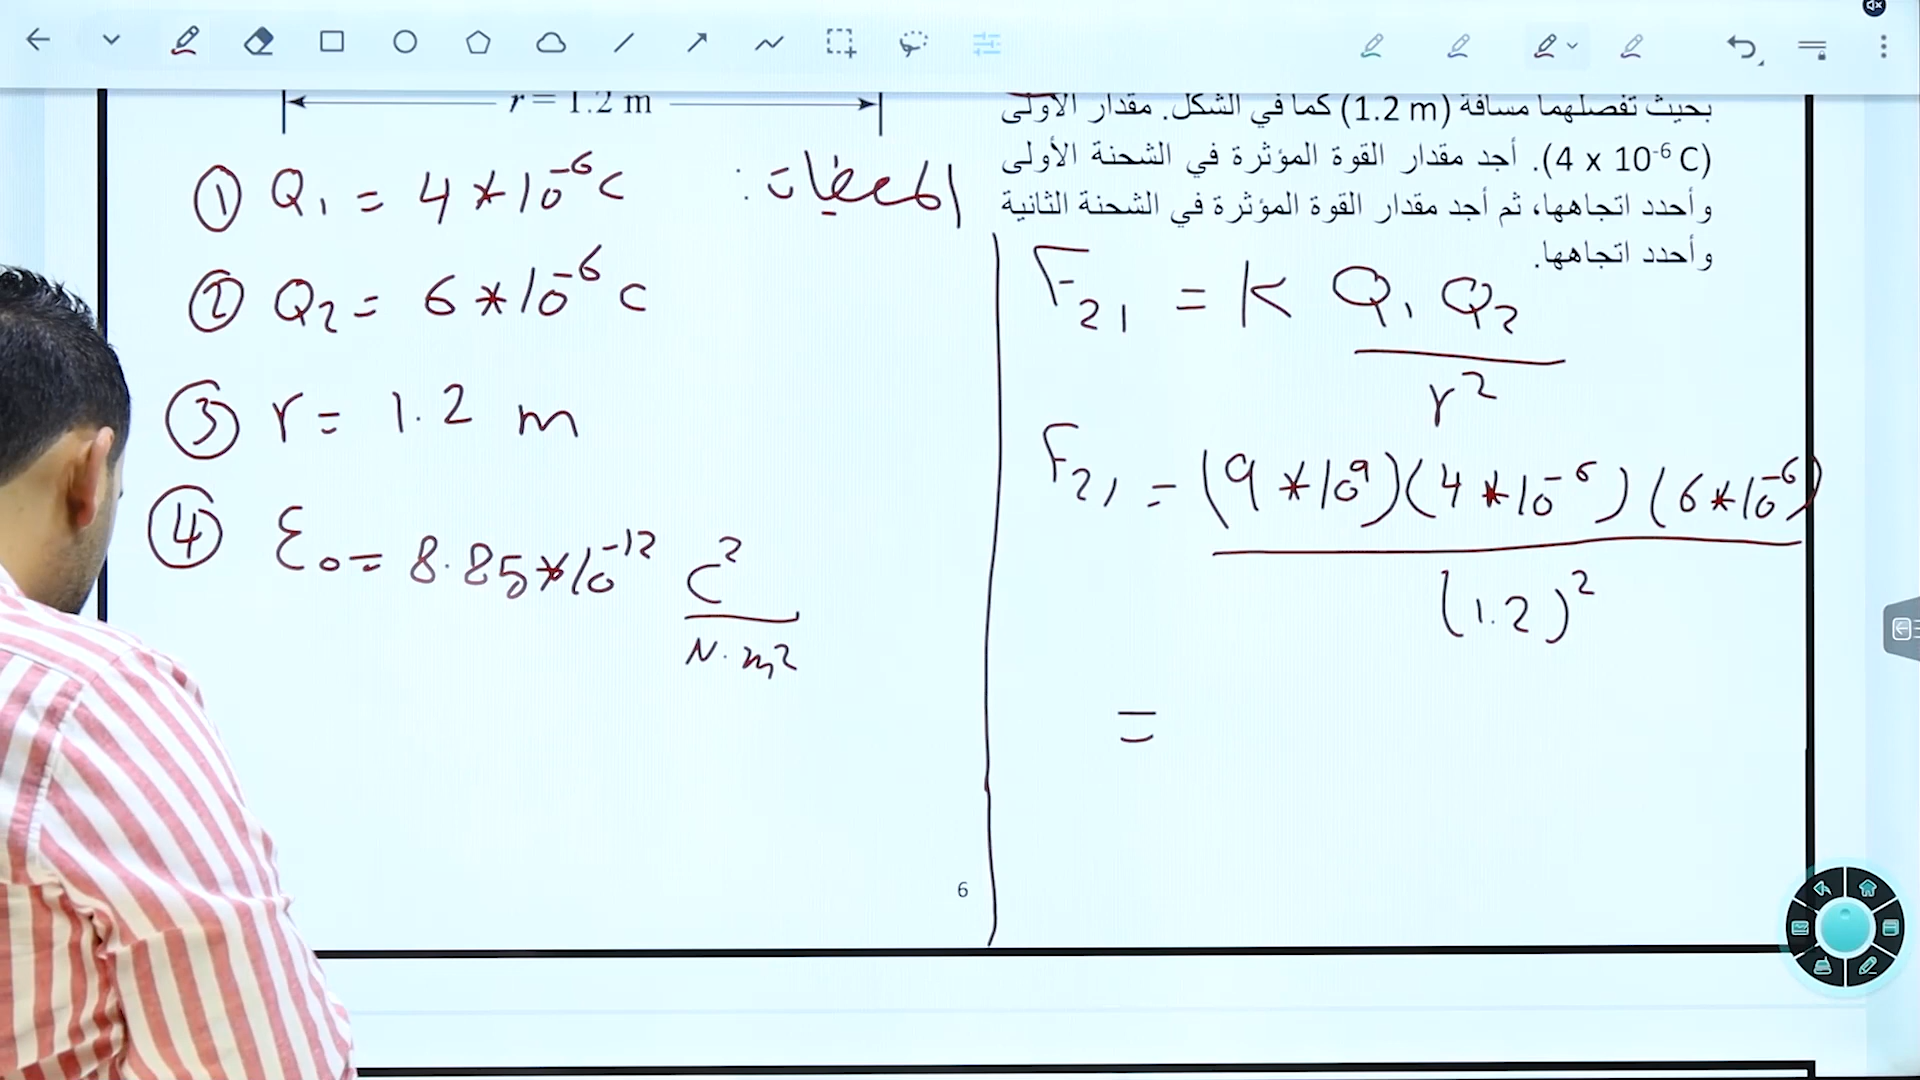 r = 1.2 m
بحيث تفصلهما مسافة (1.2 m) كما في الشكل. مقدار الأولى
(4 x 10⁻⁶ C). أجد مقدار القوة المؤثرة في الشحنة الأولى
وأحدد اتجاهها، ثم أجد مقدار القوة المؤثرة في الشحنة الثانية
وأحدد اتجاهها.
المعطيات:
① Q₁ = 4 * 10⁻⁶ C
② Q₂ = 6 * 10⁻⁶ C
③ r = 1.2 m
④ ε₀ = 8.85 * 10⁻¹² C²
N.m²
F₂₁ = K Q₁ Q₂
r²
F₂₁ = (9 * 10⁹)(4 * 10⁻⁶)(6 * 10⁻⁶)
(1.2)²
=
6